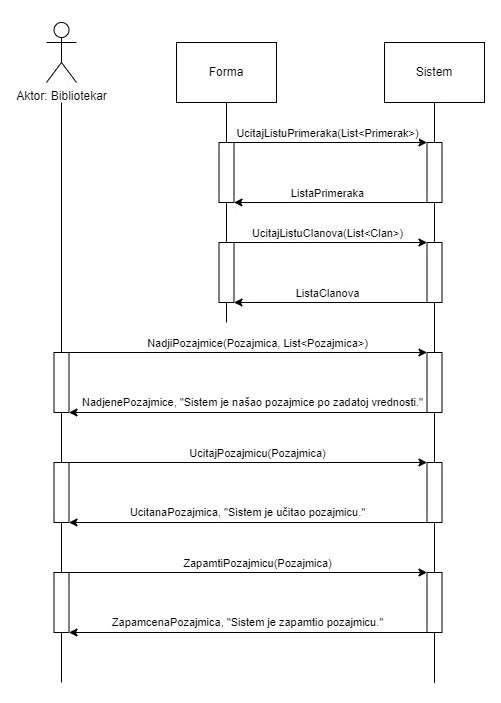 Forma
Sistem
Aktor: Bibliotekar
UcitajListuPrimeraka(List<Primerak>)
ListaPrimeraka
UcitajListuClanova(List<Clan>)
ListaClanova
NadjiPozajmice(Pozajmica, List<Pozajmica>)
NadjenePozajmice, "Sistem je našao pozajmice po zadatoj vrednosti."
UcitajPozajmicu(Pozajmica)
UcitanaPozajmica, "Sistem je učitao pozajmicu."
ZapamtiPozajmicu(Pozajmica)
ZapamcenaPozajmica, "Sistem je zapamtio pozajmicu."